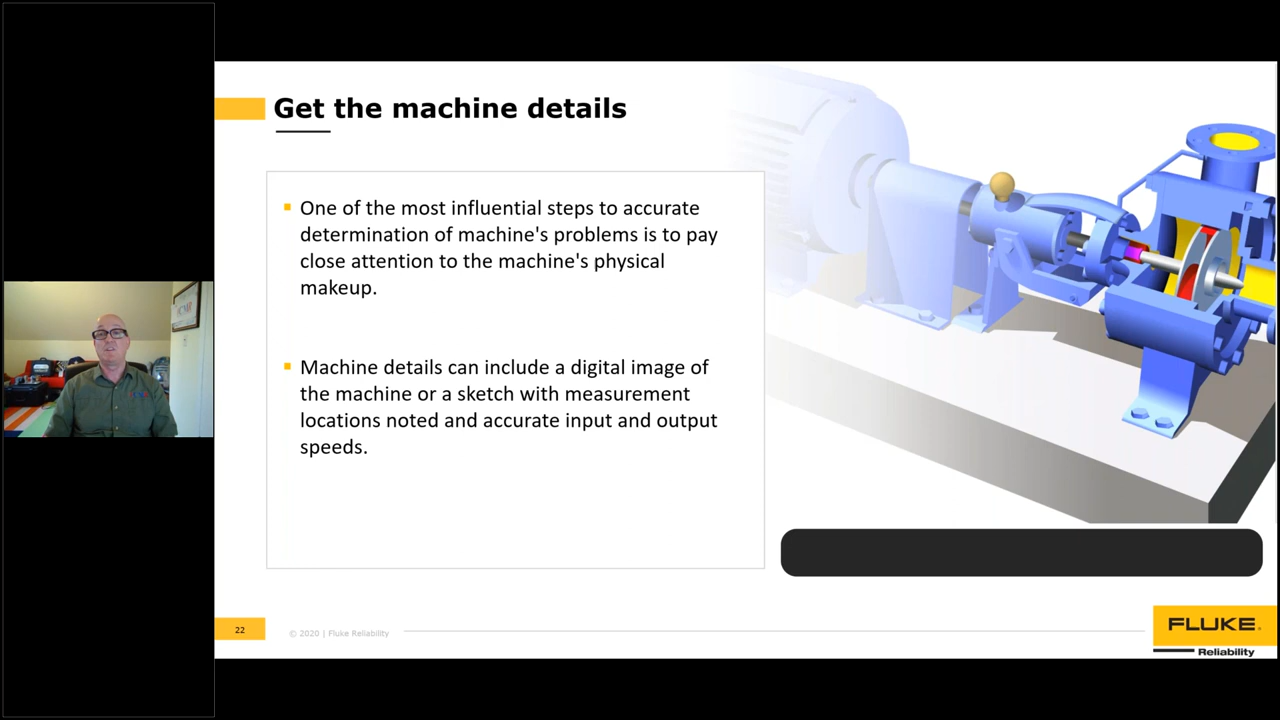 Get the machine details
One of the most influential steps to accurate
determination of machine's problems is to pay
close attention to the machine's physical
makeup.
Machine details can include a digital image of
the machine or a sketch with measurement
locations noted and accurate input and output
speeds.
22
© 2020 | Fluke Reliability
FLUKE®
Reliability